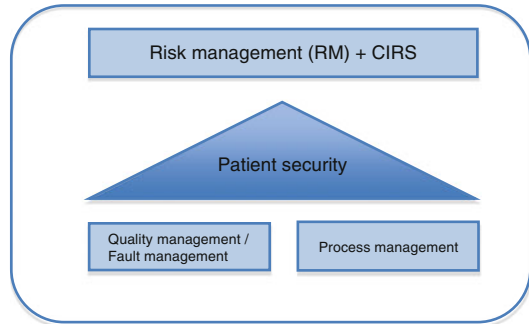 Risk management (RM) + CIRS
Patient security
Quality management /
Fault management
Process management